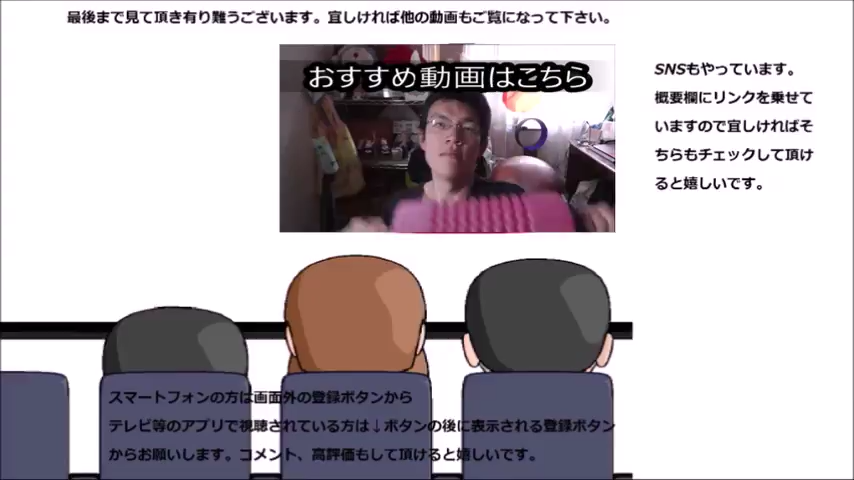 最後まで見て頂き有り難うございます。宜しければ他の動画もご覧になって下さい。
おすすめ動画はこちら
SNSもやっています。
概要欄にリンクを乗せて
いますので宜しければそ
ちらもチェックして頂け
ると嬉しいです。
スマートフォンの方は画面外の登録ボタンから
テレビ等のアプリで視聴されている方は↓ボタンの後に表示される登録ボタン
からお願いします。コメント、高評価もして頂けると嬉しいです。